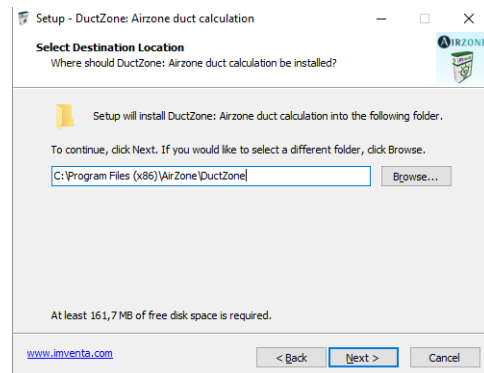 Setup - DuctZone: Airzone duct calculation
Select Destination Location
Where should DuctZone: Airzone duct calculation be installed?
AIRZONE
Setup will install DuctZone: Airzone duct calculation into the following folder.
To continue, click Next. If you would like to select a different folder, click Browse.
C:\Program Files (x86)\AirZone\DuctZone
Browse...
At least 161,7 MB of free disk space is required.
www.imventa.com
< Back
Next >
Cancel